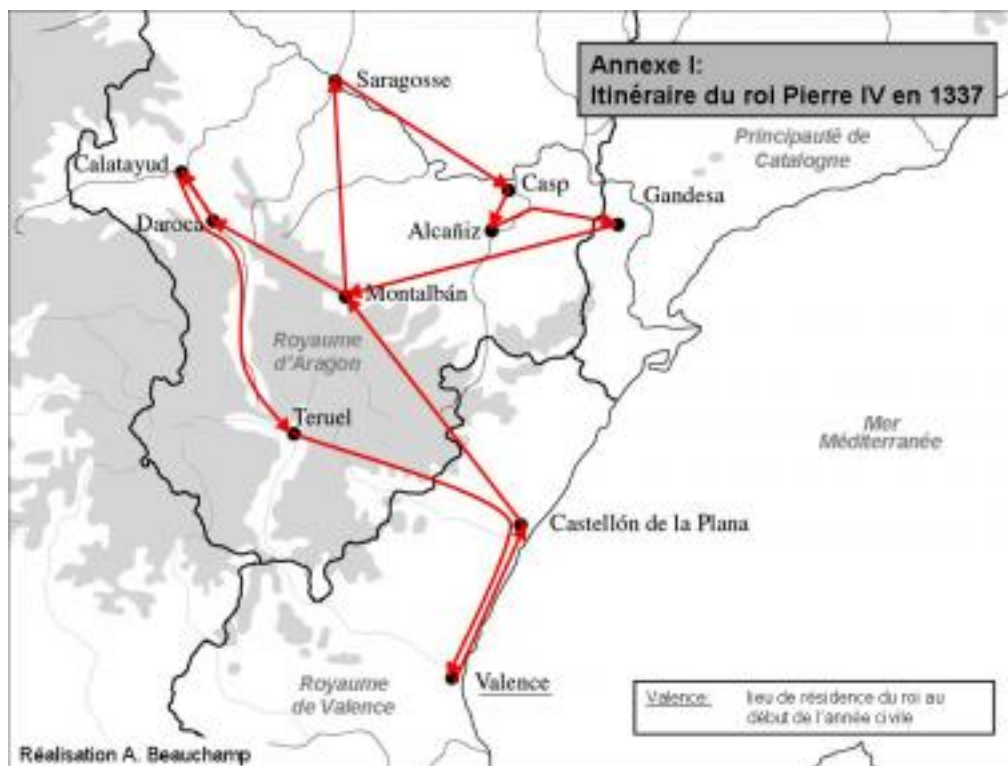 Annexe I:
Itinéraire du roi Pierre IV en 1337
Saragosse
Principauté de
Catalogne
Calatayud
Casp
Gandesa
Daroca
Alcañiz
Montalbán
Royaume
d'Aragon
Teruel
Mer
Méditerranée
Castellón de la Plana
Valence
Royaume
de Valence
Valence: lieu de résidence du roi au
début de l'année civile
Réalisation A. Beauchamp